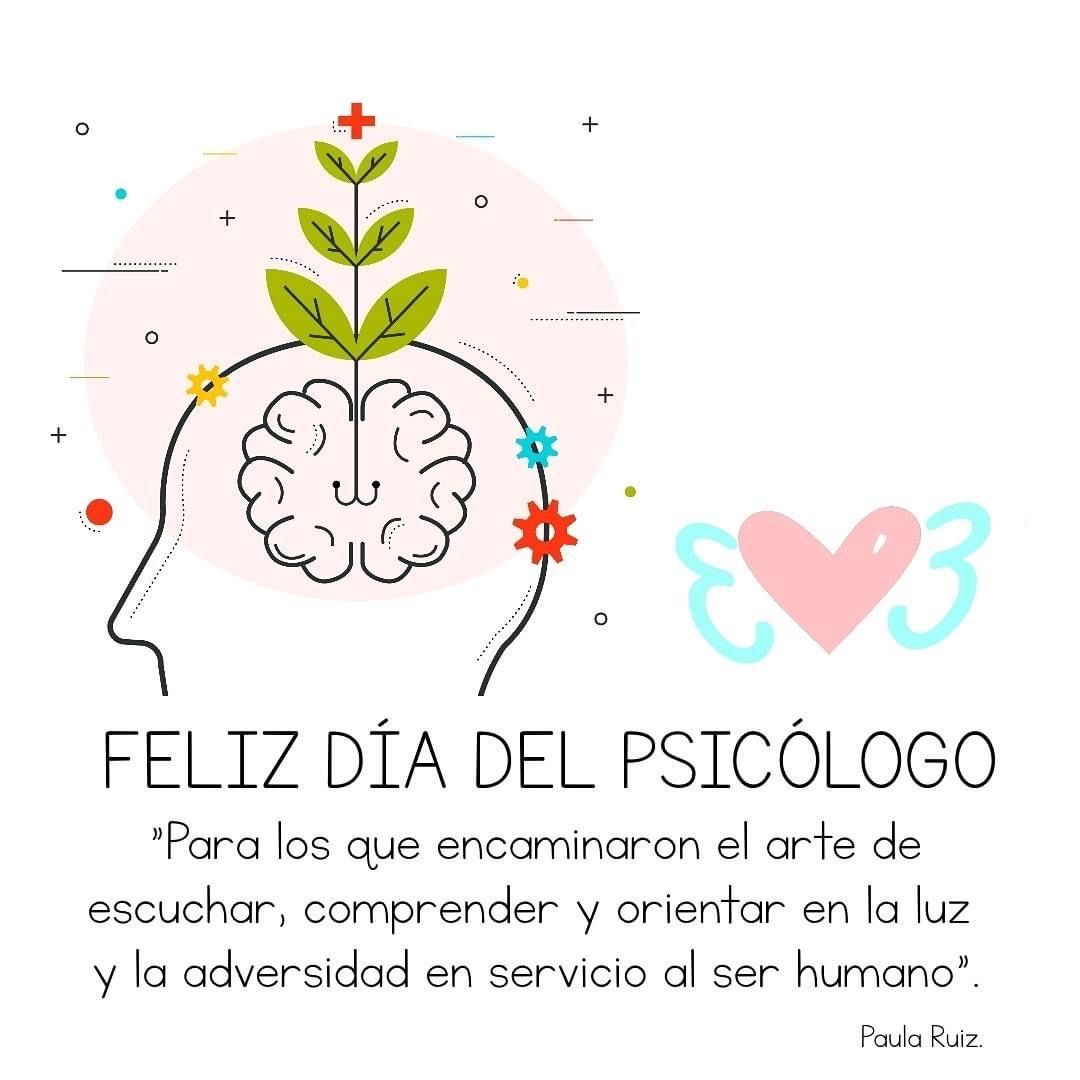 FELIZ DÍA DEL PSICÓLOGO
”Para los que encaminaron el arte de
escuchar, comprender y orientar en la luz
y la adversidad en servicio al ser humano”.
Paula Ruiz.